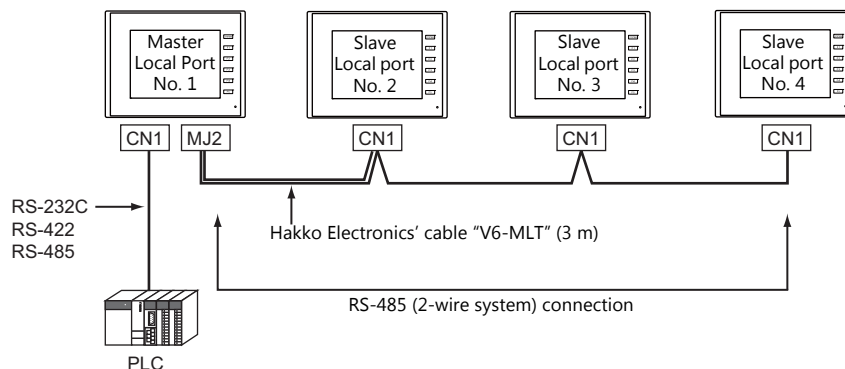 Master
Local Port
No. 1
Slave
Local port
No. 2
Slave
Local port
No. 3
Slave
Local port
No. 4
CN1
MJ2
CN1
CN1
CN1
RS-232C
RS-422
RS-485
Hakko Electronics’ cable “V6-MLT” (3 m)
RS-485 (2-wire system) connection
PLC